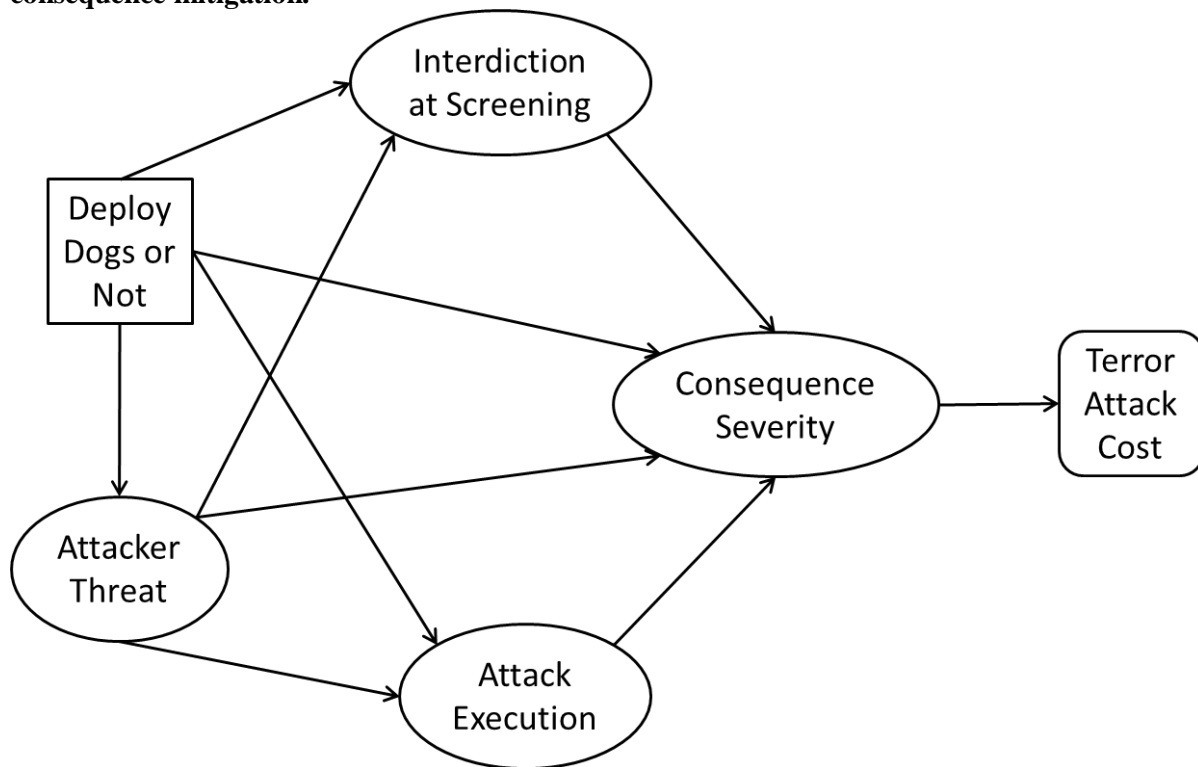 consequence mitigation.
Interdiction
at Screening
Deploy
Dogs or
Not
Consequence
Severity
Terror
Attack
Cost
Attacker
Threat
Attack
Execution